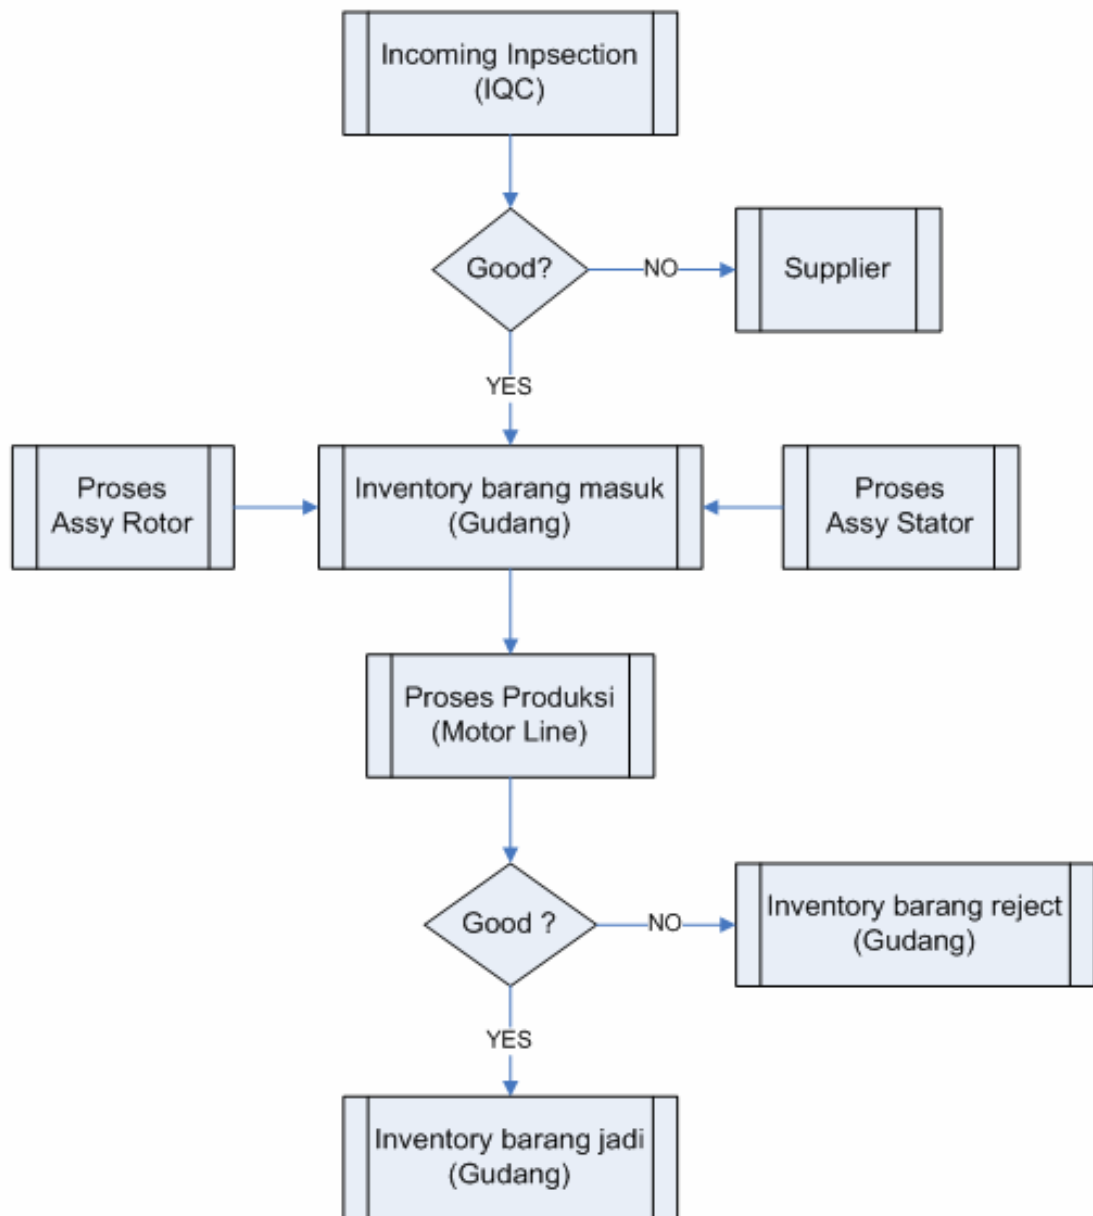 Incoming Inpsection
(IQC)
Good?
NO
Supplier
YES
Proses
Assy Rotor
Inventory barang masuk
(Gudang)
Proses
Assy Stator
Proses Produksi
(Motor Line)
Good ?
NO
Inventory barang reject
(Gudang)
YES
Inventory barang jadi
(Gudang)